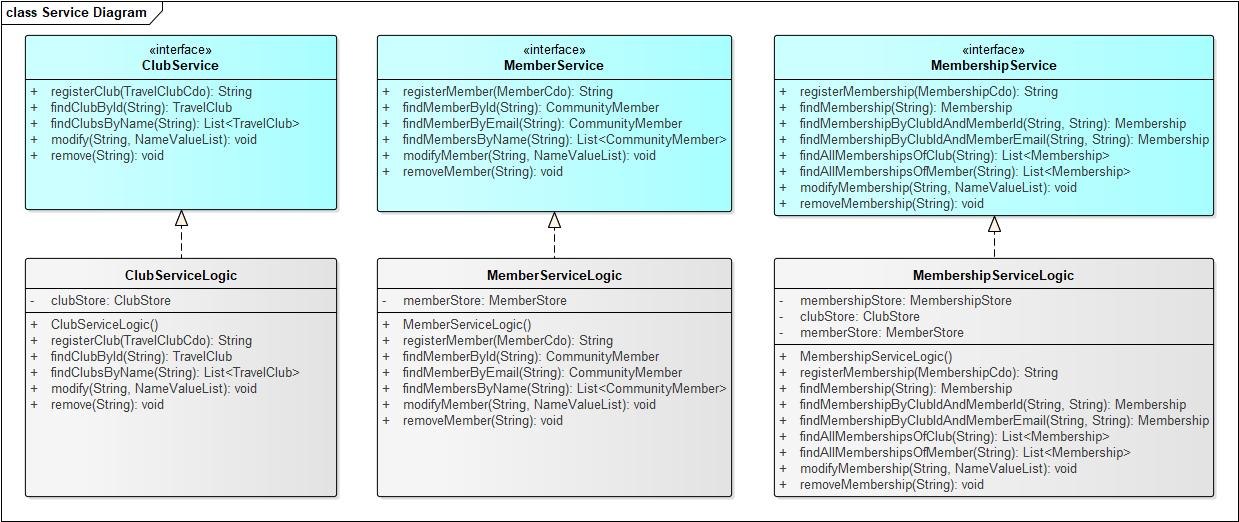 class Service Diagram
«interface»
ClubService
+ registerClub(TravelClubCdo): String
+ findClubById(String): TravelClub
+ findClubsByName(String): List<TravelClub>
+ modify(String, NameValueList): void
+ remove(String): void
«interface»
MemberService
+ registerMember(MemberCdo): String
+ findMemberById(String): CommunityMember
+ findMemberByEmail(String): CommunityMember
+ findMembersByName(String): List<CommunityMember>
+ modifyMember(String, NameValueList): void
+ removeMember(String): void
«interface»
MembershipService
+ registerMembership(MembershipCdo): String
+ findMembership(String): Membership
+ findMembershipByClubIdAndMemberId(String, String): Membership
+ findMembershipByClubIdAndMemberEmail(String, String): Membership
+ findAllMembershipsOfClub(String): List<Membership>
+ findAllMembershipsOfMember(String): List<Membership>
+ modifyMembership(String, NameValueList): void
+ removeMembership(String): void
ClubServiceLogic
- clubStore: ClubStore
+ ClubServiceLogic()
+ registerClub(TravelClubCdo): String
+ findClubById(String): TravelClub
+ findClubsByName(String): List<TravelClub>
+ modify(String, NameValueList): void
+ remove(String): void
MemberServiceLogic
- memberStore: MemberStore
+ MemberServiceLogic()
+ registerMember(MemberCdo): String
+ findMemberById(String): CommunityMember
+ findMemberByEmail(String): CommunityMember
+ findMembersByName(String): List<CommunityMember>
+ modifyMember(String, NameValueList): void
+ removeMember(String): void
MembershipServiceLogic
- membershipStore: MembershipStore
- clubStore: ClubStore
- memberStore: MemberStore
+ MembershipServiceLogic()
+ registerMembership(MembershipCdo): String
+ findMembership(String): Membership
+ findMembershipByClubIdAndMemberId(String, String): Membership
+ findMembershipByClubIdAndMemberEmail(String, String): Membership
+ findAllMembershipsOfClub(String): List<Membership>
+ findAllMembershipsOfMember(String): List<Membership>
+ modifyMembership(String, NameValueList): void
+ removeMembership(String): void